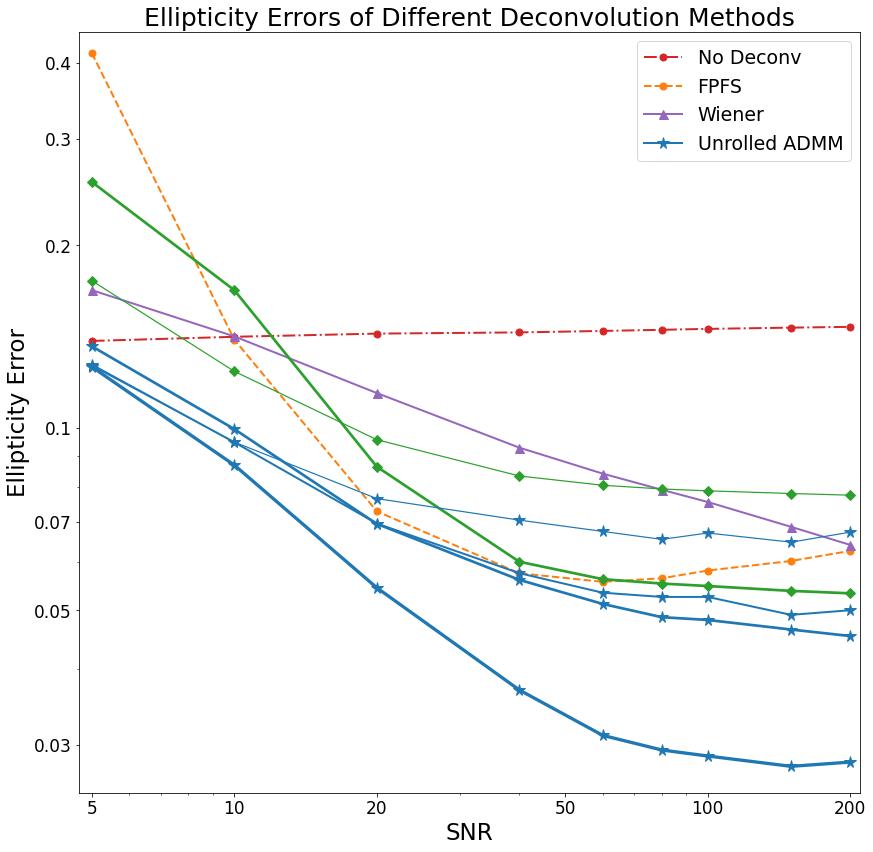 Ellipticity Errors of Different Deconvolution Methods
No Deconv
FPFS
Wiener
Unrolled ADMM
Ellipticity Error
0.4
0.3
0.2
0.1
0.07
0.05
0.03
5 10 20 50 100 200
SNR